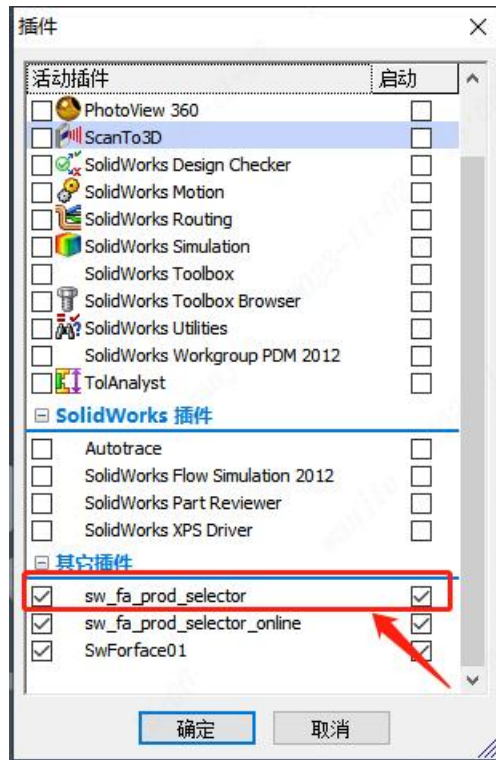 插件
活动插件 启动
PhotoView 360
ScanTo3D
SolidWorks Design Checker
SolidWorks Motion
SolidWorks Routing
SolidWorks Simulation
SolidWorks Toolbox
SolidWorks Toolbox Browser
SolidWorks Utilities
SolidWorks Workgroup PDM 2012
TolAnalyst
SolidWorks 插件
Autotrace
SolidWorks Flow Simulation 2012
SolidWorks Part Reviewer
SolidWorks XPS Driver
其它插件
sw_fa_prod_selector
sw_fa_prod_selector_online
SwForface01
确定 取消